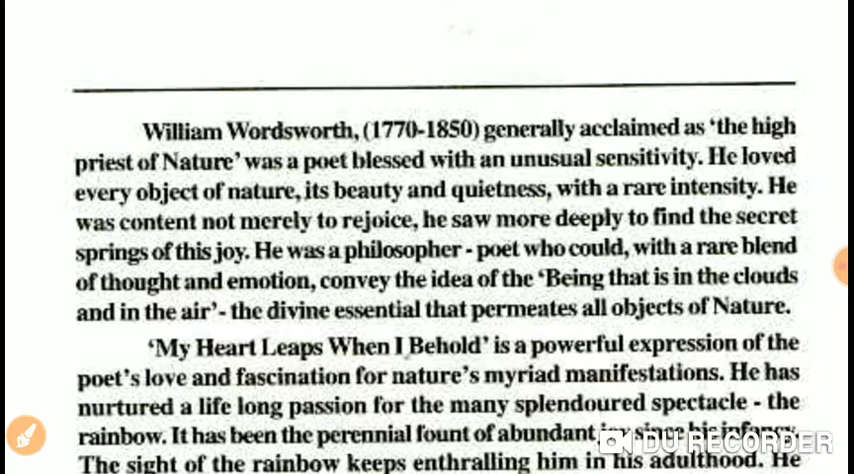 William Wordsworth, (1770-1850) generally acclaimed as ‘the high
priest of Nature’ was a poet blessed with an unusual sensitivity. He loved
every object of nature, its beauty and quietness, with a rare intensity. He
was content not merely to rejoice, he saw more deeply to find the secret
springs of this joy. He was a philosopher - poet who could, with a rare blend
of thought and emotion, convey the idea of the ‘Being that is in the clouds
and in the air’- the divine essential that permeates all objects of Nature.
‘My Heart Leaps When I Behold’ is a powerful expression of the
poet’s love and fascination for nature’s myriad manifestations. He has
nurtured a life long passion for the many splendoured spectacle - the
rainbow. It has been the perennial fount of abundant joy since his infancy.
DU RECORDER
The sight of the rainbow keeps enthralling him in his adulthood. He